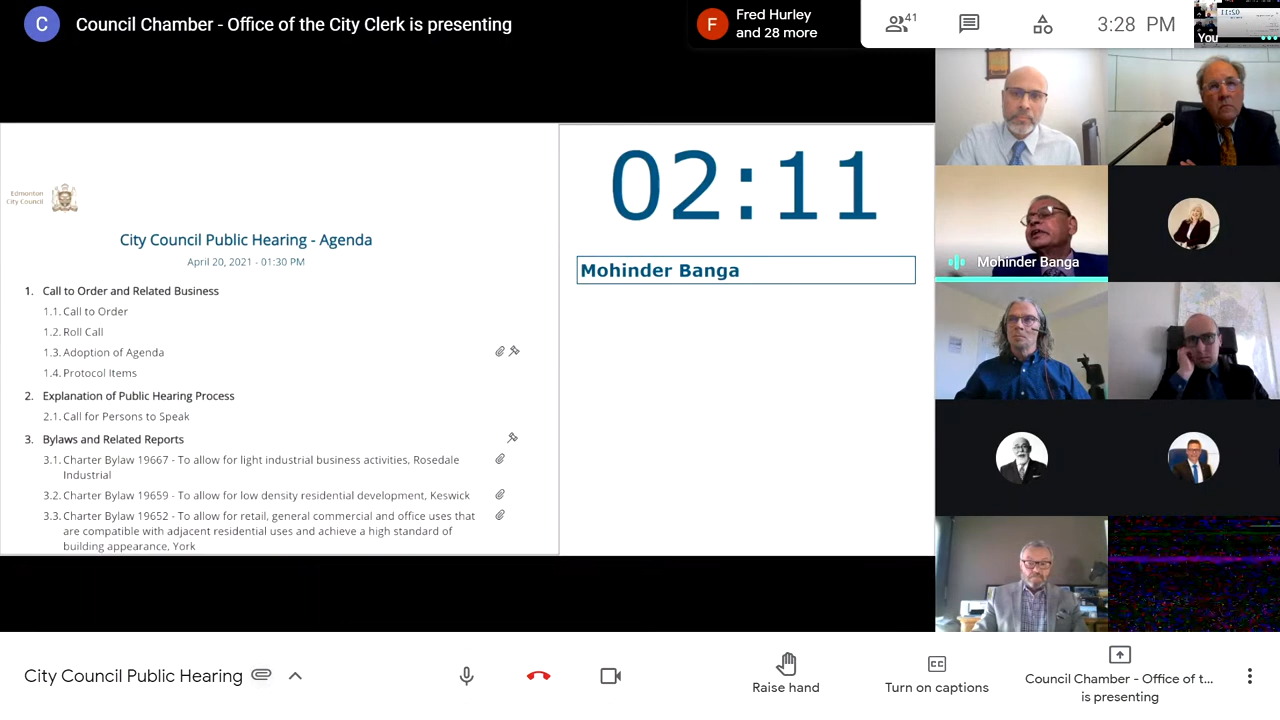 C Council Chamber - Office of the City Clerk is presenting
F Fred Hurley
and 28 more
41
3:28 PM
02:11
You
Edmonton
City Council
City Council Public Hearing - Agenda
April 20, 2021 - 01:30 PM
1. Call to Order and Related Business
1.1. Call to Order
1.2. Roll Call
1.3. Adoption of Agenda
1.4. Protocol Items
2. Explanation of Public Hearing Process
2.1. Call for Persons to Speak
3. Bylaws and Related Reports
3.1. Charter Bylaw 19667 - To allow for light industrial business activities, Rosedale
Industrial
3.2. Charter Bylaw 19659 - To allow for low density residential development, Keswick
3.3. Charter Bylaw 19652 - To allow for retail, general commercial and office uses that
are compatible with adjacent residential uses and achieve a high standard of
building appearance, York
02:11
Mohinder Banga
Mohinder Banga
City Council Public Hearing
Raise hand
CC
Turn on captions
Council Chamber - Office of t...
is presenting